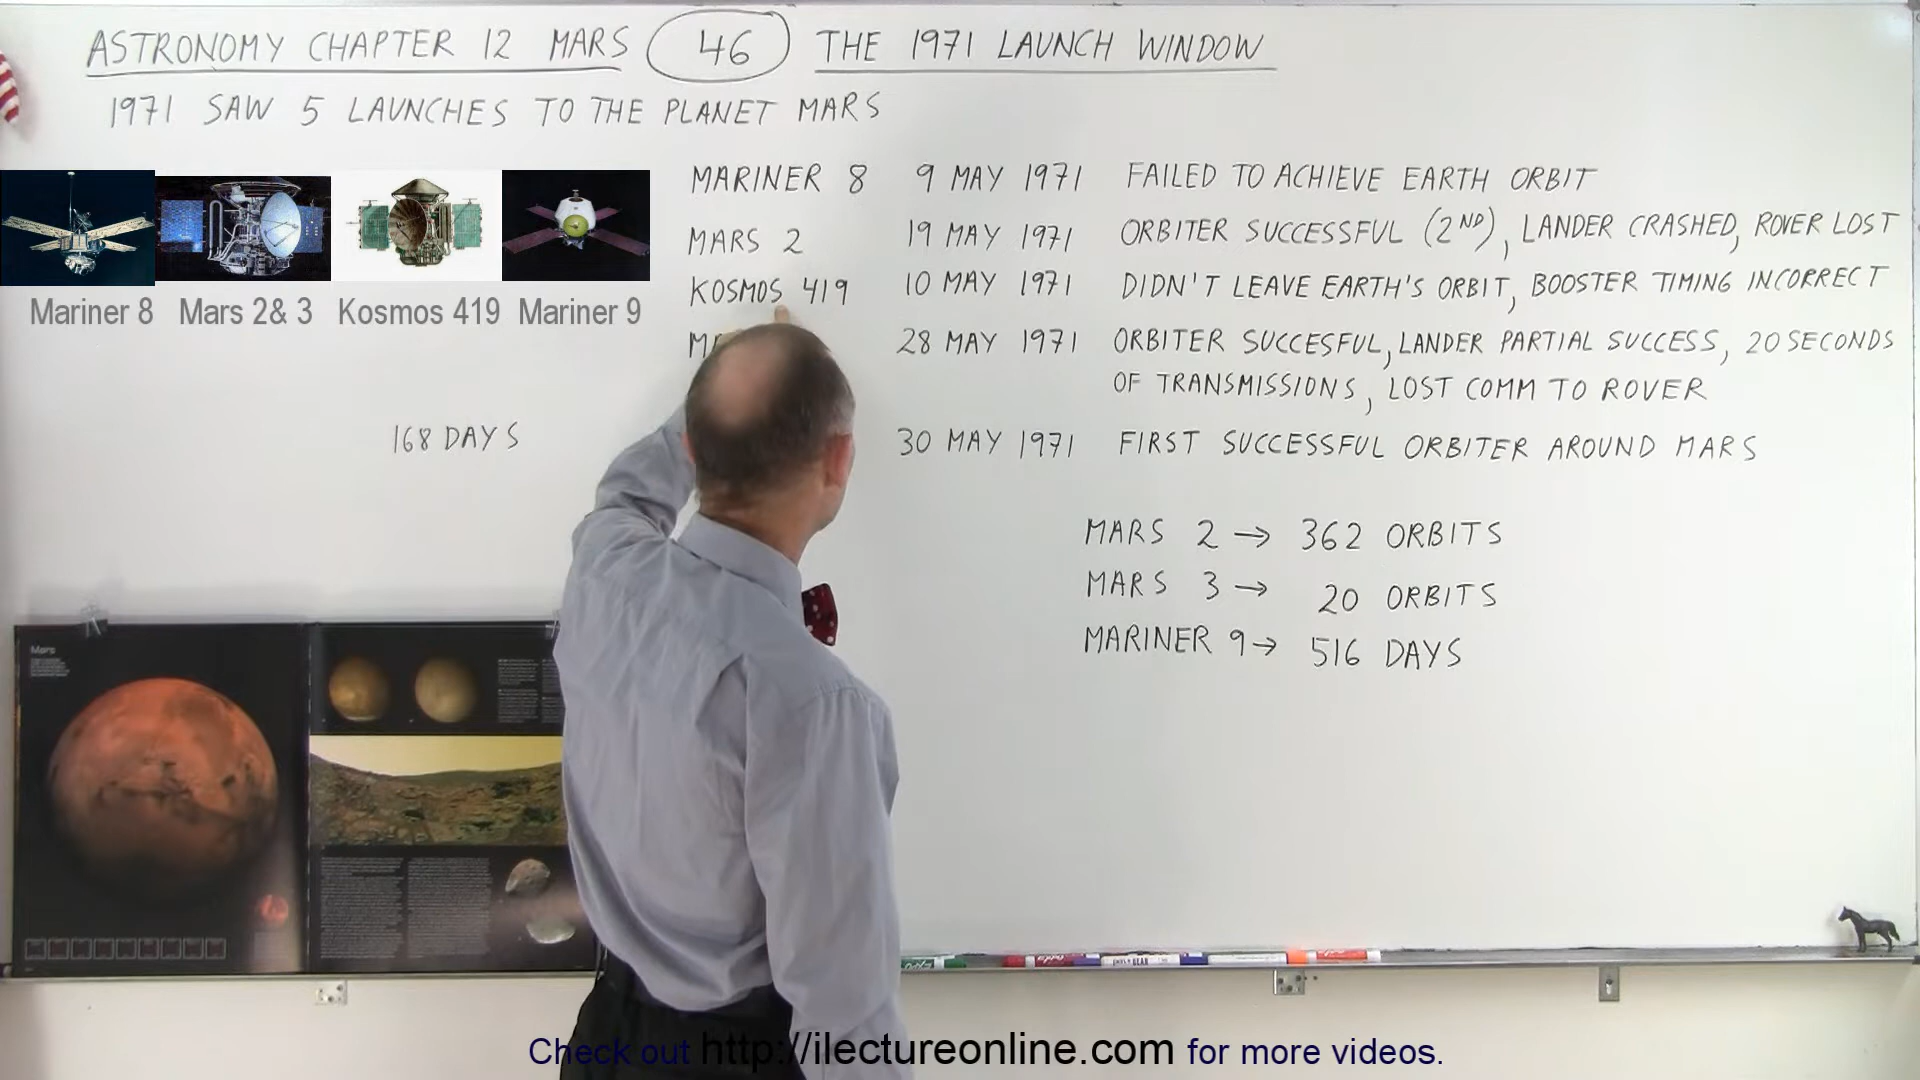 ASTRONOMY CHAPTER 12 MARS 46 THE 1971 LAUNCH WINDOW
1971 SAW 5 LAUNCHES TO THE PLANET MARS
MARINER 8 9 MAY 1971 FAILED TO ACHIEVE EARTH ORBIT
MARS 2 19 MAY 1971 ORBITER SUCCESSFUL (2ND), LANDER CRASHED, ROVER LOST
KOSMOS 419 10 MAY 1971 DIDN'T LEAVE EARTH'S ORBIT, BOOSTER TIMING INCORRECT
28 MAY 1971 ORBITER SUCCESFUL, LANDER PARTIAL SUCCESS, 20 SECONDS
OF TRANSMISSIONS, LOST COMM TO ROVER
30 MAY 1971 FIRST SUCCESSFUL ORBITER AROUND MARS
Mariner 8 Mars 2& 3 Kosmos 419 Mariner 9
168 DAYS
MARS 2 → 362 ORBITS
MARS 3 → 20 ORBITS
MARINER 9 → 516 DAYS
Mars
EXPO
Check out http://ilectureonline.com for more videos.